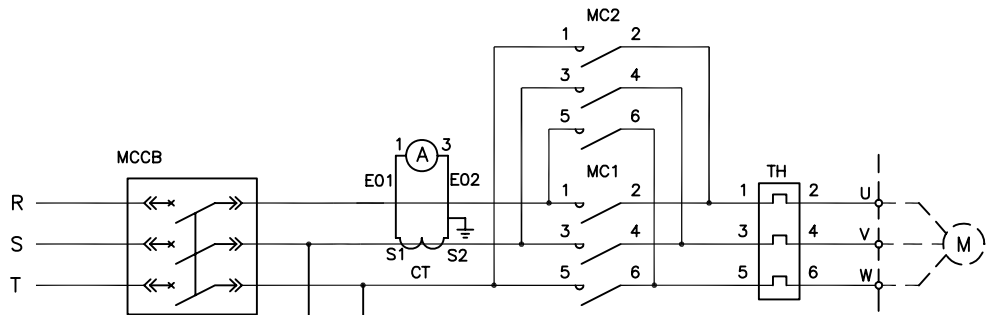 MC2
1 2
3 4
5 6
MCCB
1 A 3
E01 E02
MC1
TH
R 1 2 1 2 U
S 3 4 3 4 V M
S1 S2
CT
T 5 6 5 6 W